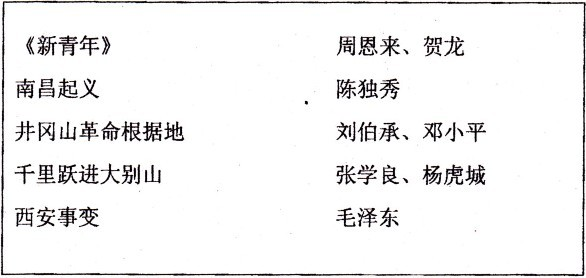 《新青年》 周恩来、贺龙
南昌起义 陈独秀
井冈山革命根据地 刘伯承、邓小平
千里跃进大别山 张学良、杨虎城
西安事变 毛泽东